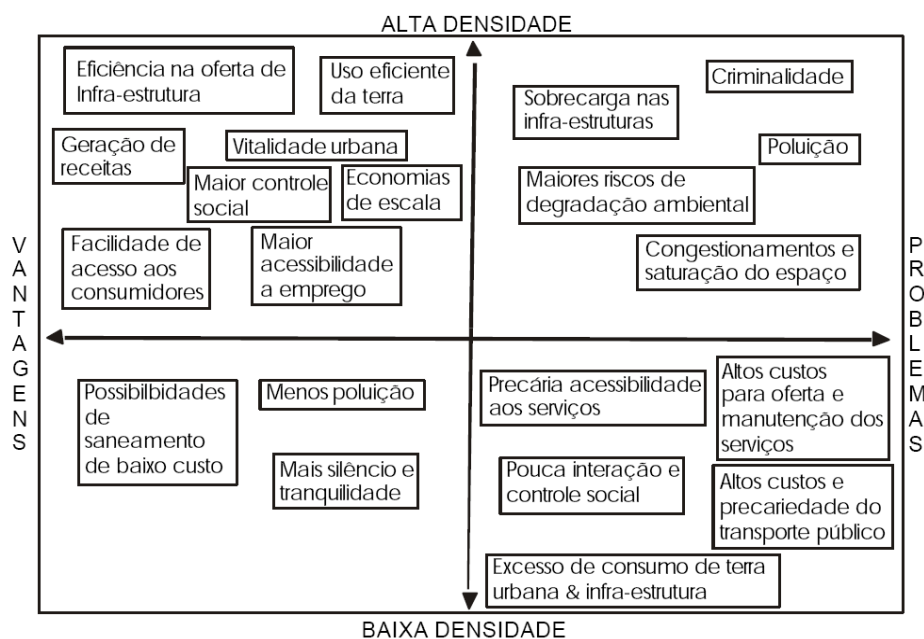 ALTA DENSIDADE
Eficiência na oferta de
Infra-estrutura
Uso eficiente
da terra
Geração de
receitas
Vitalidade urbana
Maior controle
social
Economias
de escala
Facilidade de
acesso aos
consumidores
Maior
acessibilidade
a emprego
Criminalidade
Sobrecarga nas
infra-estruturas
Poluição
Maiores riscos de
degradação ambiental
Congestionamentos e
saturação do espaço
VANTAGENS
PROBLEMAS
Possibilbidades
de
saneamento
de baixo custo
Menos poluição
Mais silêncio e
tranquilidade
Precária acessibilidade
aos serviços
Altos custos
para oferta e
manutenção dos
serviços
Pouca interação e
controle social
Altos custos e
precariedade do
transporte público
Excesso de consumo de terra
urbana & infra-estrutura
BAIXA DENSIDADE